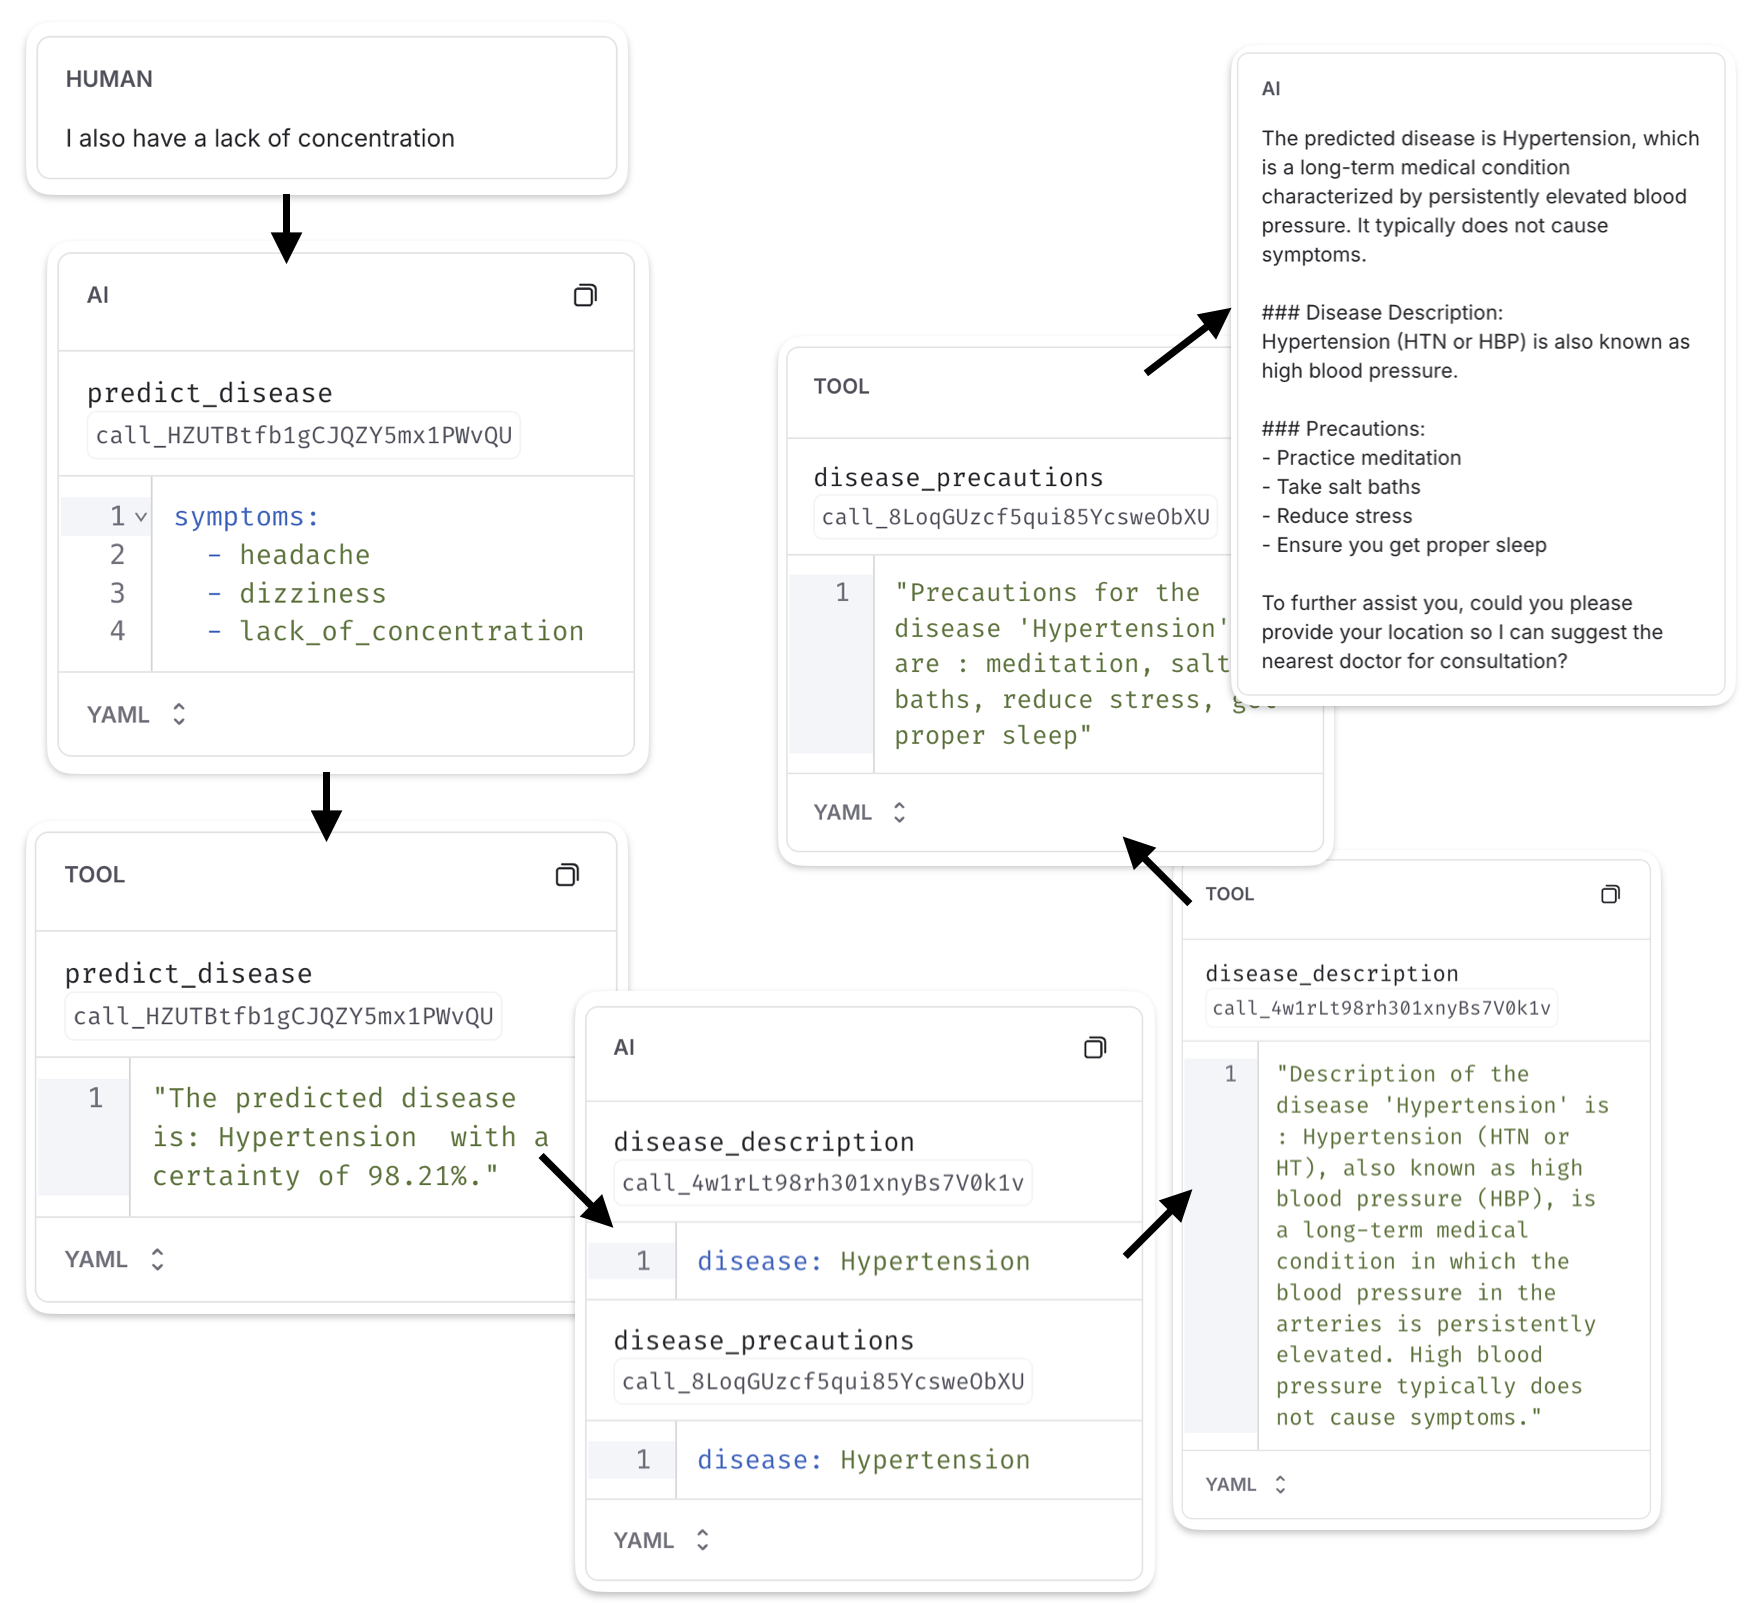 HUMAN
I also have a lack of concentration
AI
predict_disease
call_HZUTBtfb1gCJQZY5mx1PWvQU
1 symptoms:
2 - headache
3 - dizziness
4 - lack_of_concentration
YAML
TOOL
predict_disease
call_HZUTBtfb1gCJQZY5mx1PWvQU
1 "The predicted disease
is: Hypertension  with a
certainty of 98.21%."
YAML
AI
disease_description
call_4w1rLt98rh301xnyBs7V0k1v
1 disease: Hypertension
disease_precautions
call_8LoqGUzcf5qui85YcsweObXU
1 disease: Hypertension
YAML
TOOL
disease_description
call_4w1rLt98rh301xnyBs7V0k1v
1 "Description of the
disease 'Hypertension' is
: Hypertension (HTN or
HT), also known as high
blood pressure (HBP), is
a long-term medical
condition in which the
blood pressure in the
arteries is persistently
elevated. High blood
pressure typically does
not cause symptoms."
YAML
TOOL
disease_precautions
call_8LoqGUzcf5qui85YcsweObXU
1 "Precautions for the
disease 'Hypertension'
are : meditation, salt
baths, reduce stress, get
proper sleep"
YAML
AI
The predicted disease is Hypertension, which
is a long-term medical condition
characterized by persistently elevated blood
pressure. It typically does not cause
symptoms.
### Disease Description:
Hypertension (HTN or HBP) is also known as
high blood pressure.
### Precautions:
- Practice meditation
- Take salt baths
- Reduce stress
- Ensure you get proper sleep
To further assist you, could you please
provide your location so I can suggest the
nearest doctor for consultation?